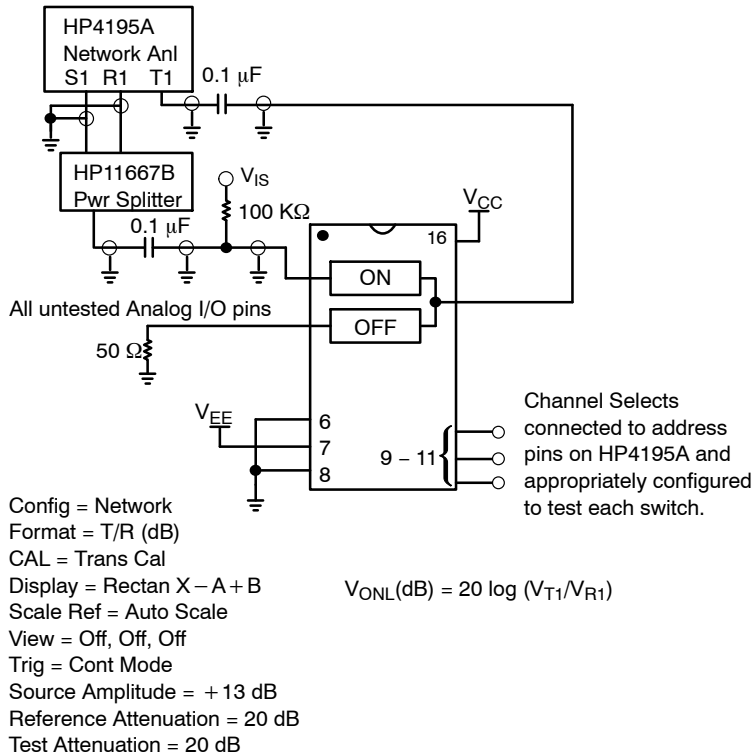 HP4195A
Network Anl
S1 R1 T1
0.1 μF
HP11667B
Pwr Splitter
V_IS
100 KΩ
0.1 μF
V_CC
16
ON
All untested Analog I/O pins
OFF
50 Ω
V_EE
6
7
8
9 – 11
Channel Selects
connected to address
pins on HP4195A and
appropriately configured
to test each switch.
Config = Network
Format = T/R (dB)
CAL = Trans Cal
Display = Rectan X – A + B
Scale Ref = Auto Scale
View = Off, Off, Off
Trig = Cont Mode
Source Amplitude = +13 dB
Reference Attenuation = 20 dB
Test Attenuation = 20 dB
V_ONL(dB) = 20 log (V_T1/V_R1)